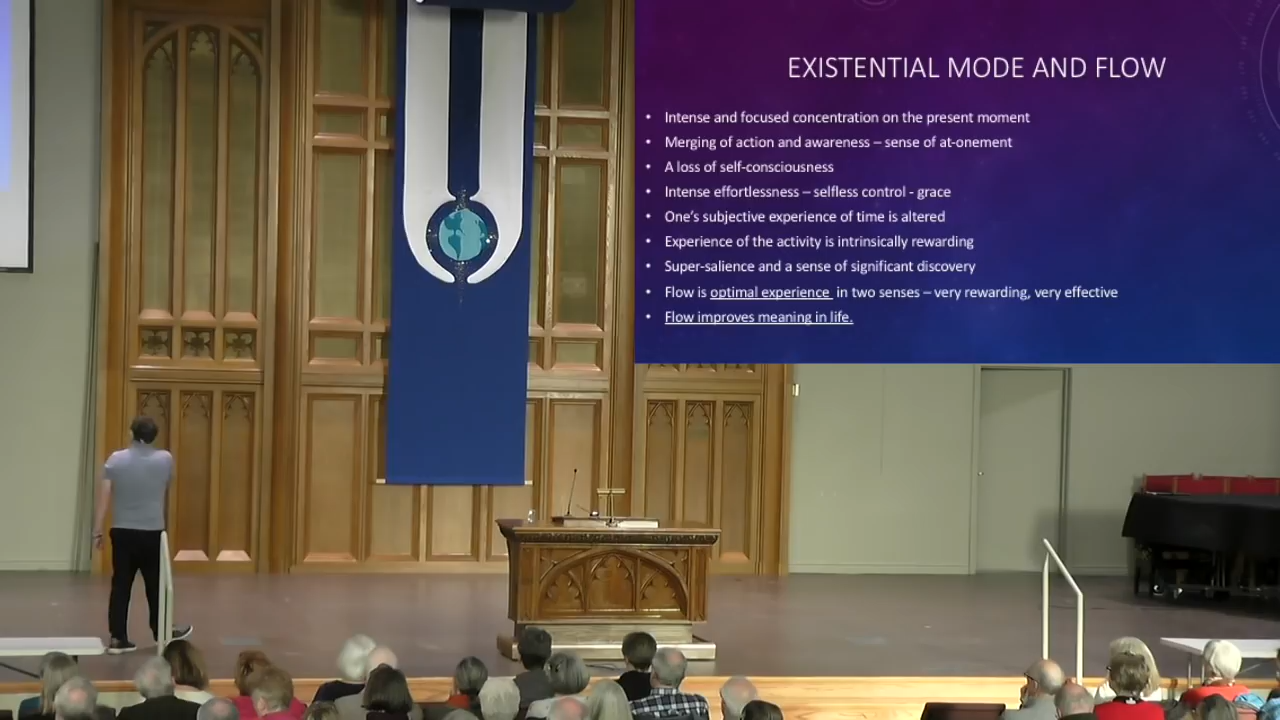 EXISTENTIAL MODE AND FLOW
• Intense and focused concentration on the present moment
• Merging of action and awareness – sense of at-onement
• A loss of self-consciousness
• Intense effortlessness – selfless control - grace
• One's subjective experience of time is altered
• Experience of the activity is intrinsically rewarding
• Super-salience and a sense of significant discovery
• Flow is optimal experience in two senses – very rewarding, very effective
• Flow improves meaning in life.